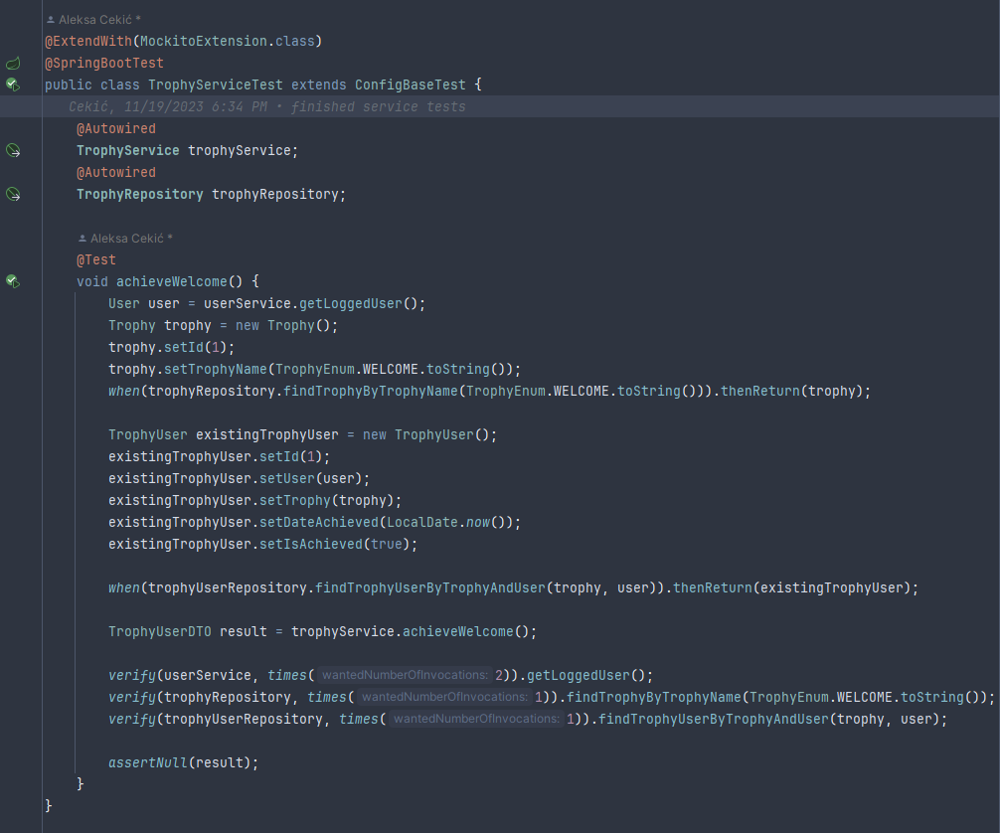 Aleksa Cekić *
@ExtendWith(MockitoExtension.class)
@SpringBootTest
public class TrophyServiceTest extends ConfigBaseTest {
Cekić, 11/19/2023 6:34 PM • finished service tests
@Autowired
TrophyService trophyService;
@Autowired
TrophyRepository trophyRepository;
Aleksa Cekić *
@Test
void achieveWelcome() {
User user = userService.getLoggedUser();
Trophy trophy = new Trophy();
trophy.setId(1);
trophy.setTrophyName(TrophyEnum.WELCOME.toString());
when(trophyRepository.findTrophyByTrophyName(TrophyEnum.WELCOME.toString())).thenReturn(trophy);
TrophyUser existingTrophyUser = new TrophyUser();
existingTrophyUser.setId(1);
existingTrophyUser.setUser(user);
existingTrophyUser.setTrophy(trophy);
existingTrophyUser.setDateAchieved(LocalDate.now());
existingTrophyUser.setIsAchieved(true);
when(trophyUserRepository.findTrophyUserByTrophyAndUser(trophy, user)).thenReturn(existingTrophyUser);
TrophyUserDTO result = trophyService.achieveWelcome();
verify(userService, times( wantedNumberOfInvocations: 2)).getLoggedUser();
verify(trophyRepository, times( wantedNumberOfInvocations: 1)).findTrophyByTrophyName(TrophyEnum.WELCOME.toString());
verify(trophyUserRepository, times( wantedNumberOfInvocations: 1)).findTrophyUserByTrophyAndUser(trophy, user);
assertNull(result);
}
}